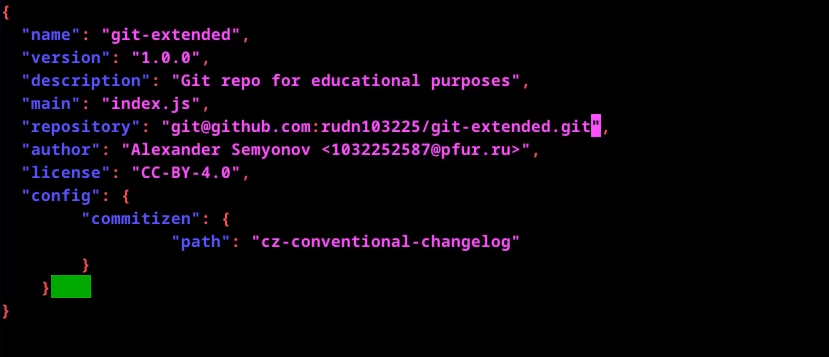 {
  "name": "git-extended",
  "version": "1.0.0",
  "description": "Git repo for educational purposes",
  "main": "index.js",
  "repository": "git@github.com:rudn103225/git-extended.git",
  "author": "Alexander Semyonov <1032252587@pfur.ru>",
  "license": "CC-BY-4.0",
  "config": {
        "commitizen": {
                 "path": "cz-conventional-changelog"
        }
    }
}